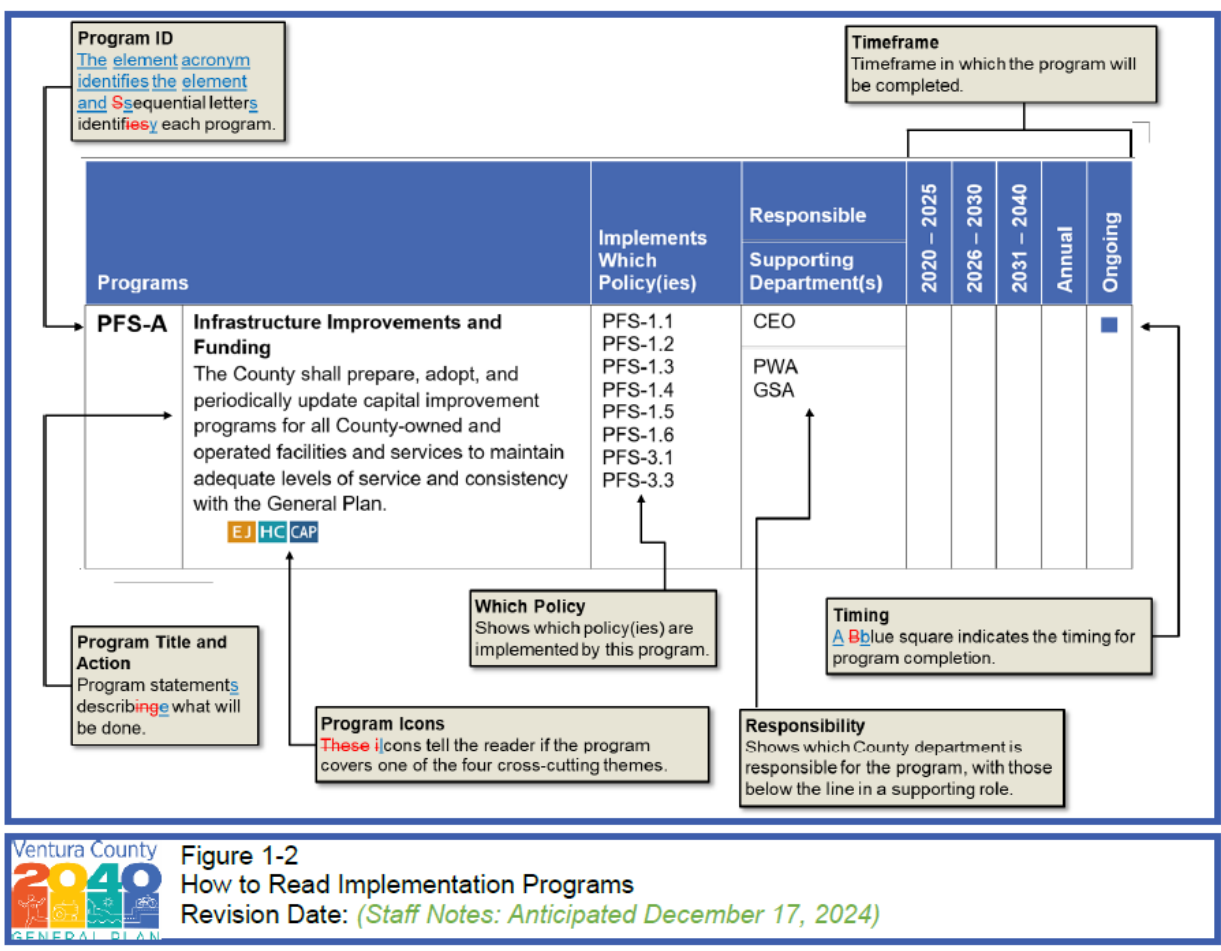 Program ID
The element acronym
identifies the element
and Ssequential letters
identifiesy each program.
Timeframe
Timeframe in which the program will
be completed.
Programs
Implements
Which
Policy(ies)
Responsible
Supporting
Department(s)
2020 – 2025
2026 – 2030
2031 – 2040
Annual
Ongoing
PFS-A
Infrastructure Improvements and
Funding
The County shall prepare, adopt, and
periodically update capital improvement
programs for all County-owned and
operated facilities and services to maintain
adequate levels of service and consistency
with the General Plan.
EJ HC CAP
PFS-1.1
PFS-1.2
PFS-1.3
PFS-1.4
PFS-1.5
PFS-1.6
PFS-3.1
PFS-3.3
CEO
PWA
GSA
Which Policy
Shows which policy(ies) are
implemented by this program.
Timing
A Bblue square indicates the timing for
program completion.
Program Title and
Action
Program statements
describinge what will
be done.
Program Icons
These iIcons tell the reader if the program
covers one of the four cross-cutting themes.
Responsibility
Shows which County department is
responsible for the program, with those
below the line in a supporting role.
Ventura County
2040
GENERAL PLAN
Figure 1-2
How to Read Implementation Programs
Revision Date: (Staff Notes: Anticipated December 17, 2024)